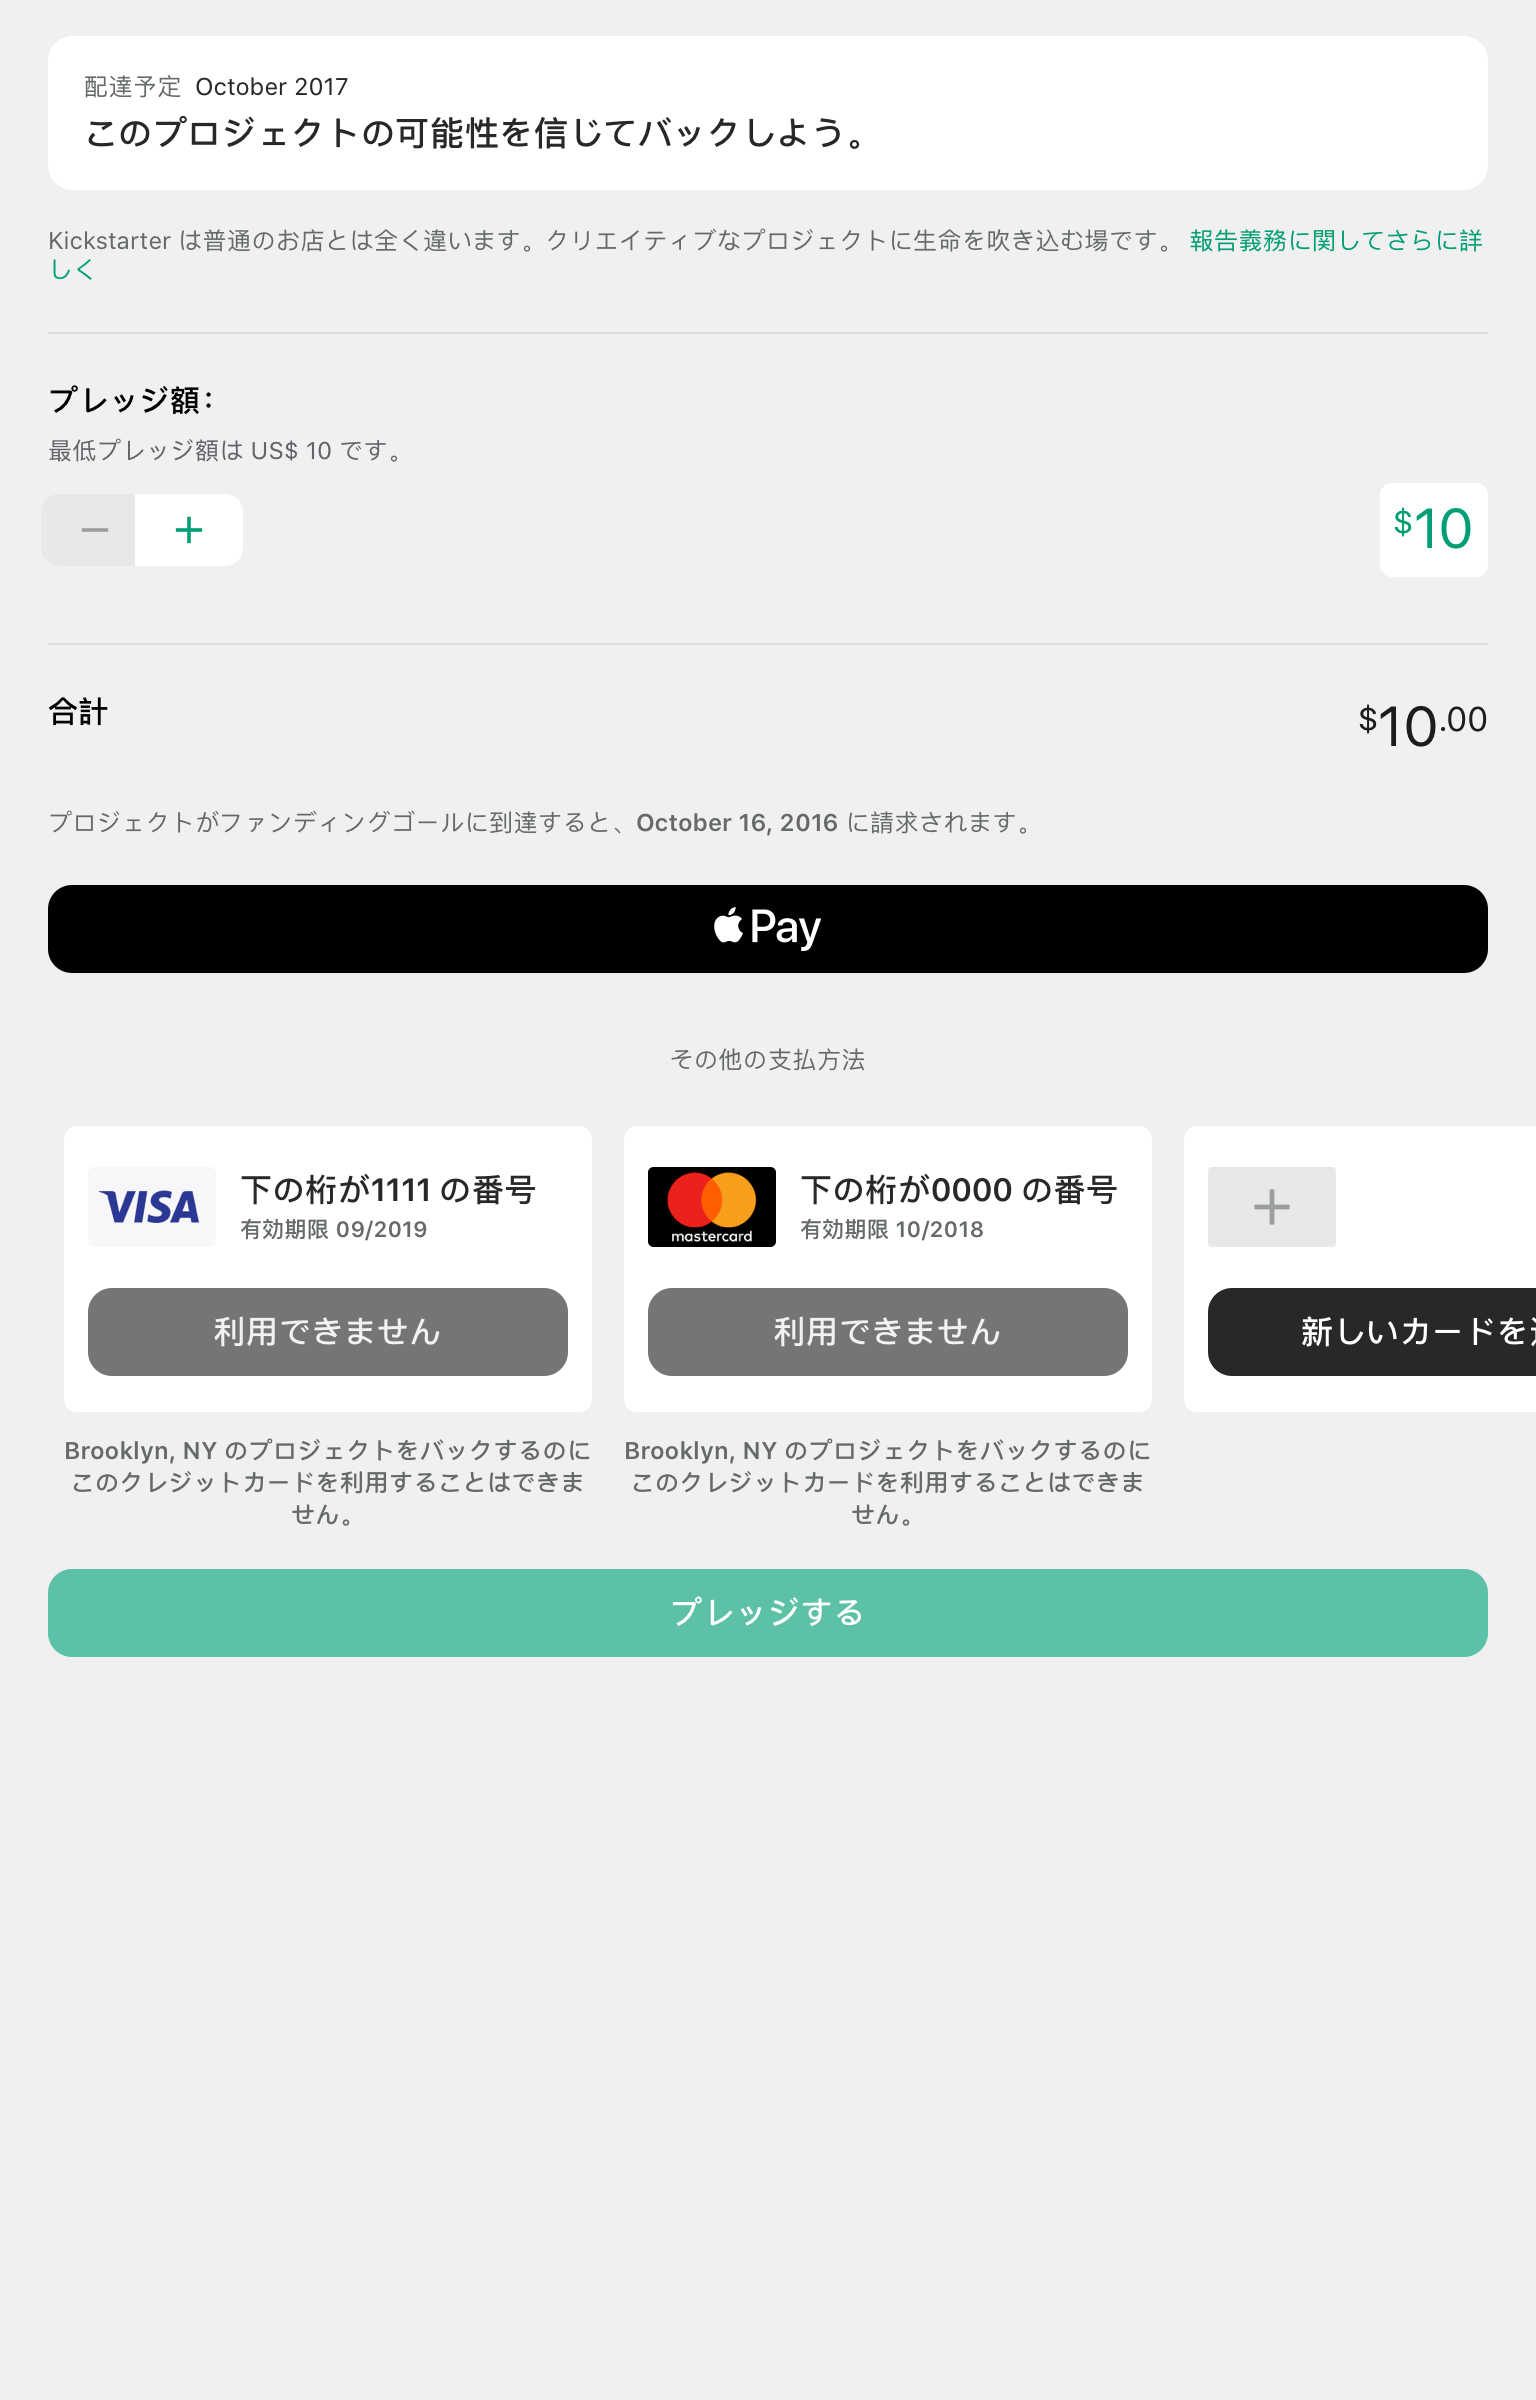 配達予定 October 2017
このプロジェクトの可能性を信じてバックしよう。
Kickstarter は普通のお店とは全く違います。クリエイティブなプロジェクトに生命を吹き込む場です。 報告義務に関してさらに詳
しく
プレッジ額:
最低プレッジ額は US$ 10 です。
$10
合計
$10.00
プロジェクトがファンディングゴールに到達すると、October 16, 2016 に請求されます。
Pay
その他の支払方法
VISA
下の桁が1111 の番号
有効期限 09/2019
利用できません
Brooklyn, NY のプロジェクトをバックするのに
このクレジットカードを利用することはできま
せん。
mastercard
下の桁が0000 の番号
有効期限 10/2018
利用できません
Brooklyn, NY のプロジェクトをバックするのに
このクレジットカードを利用することはできま
せん。
新しいカードを
プレッジする